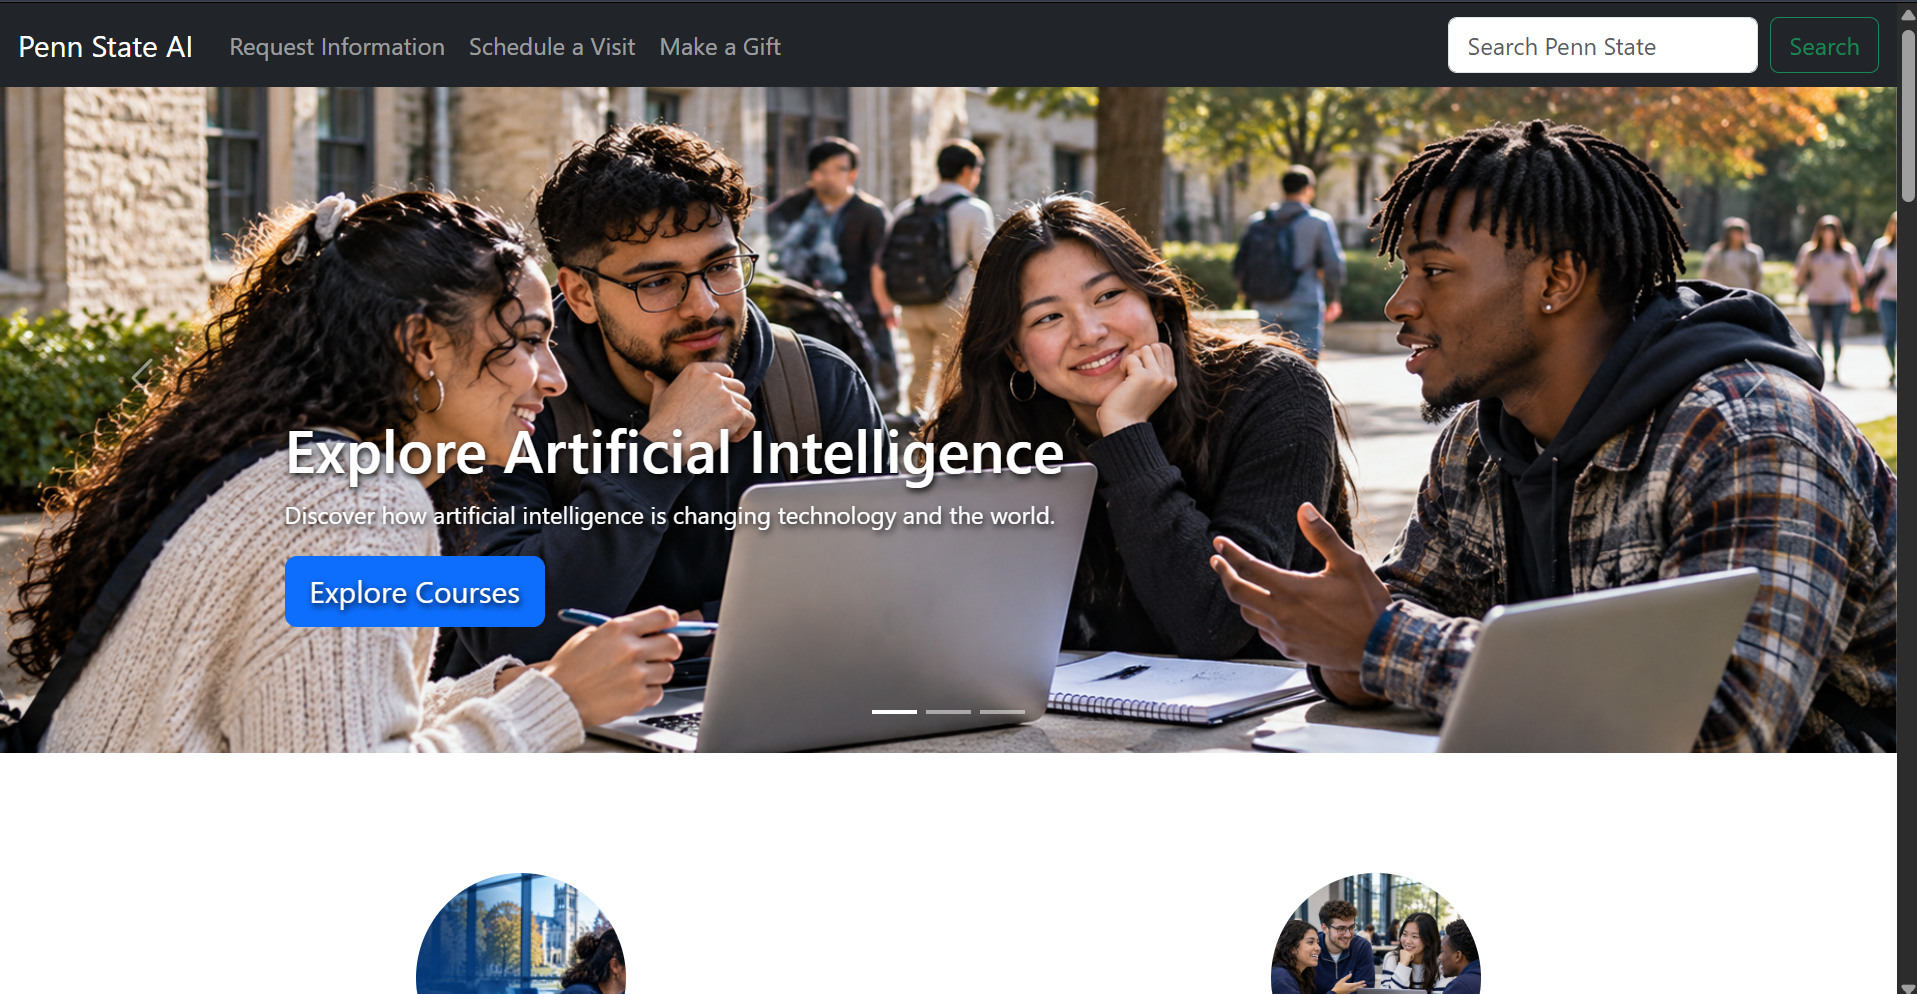 Penn State AI
Request Information
Schedule a Visit
Make a Gift
Search Penn State
Search
Explore Artificial Intelligence
Discover how artificial intelligence is changing technology and the world.
Explore Courses